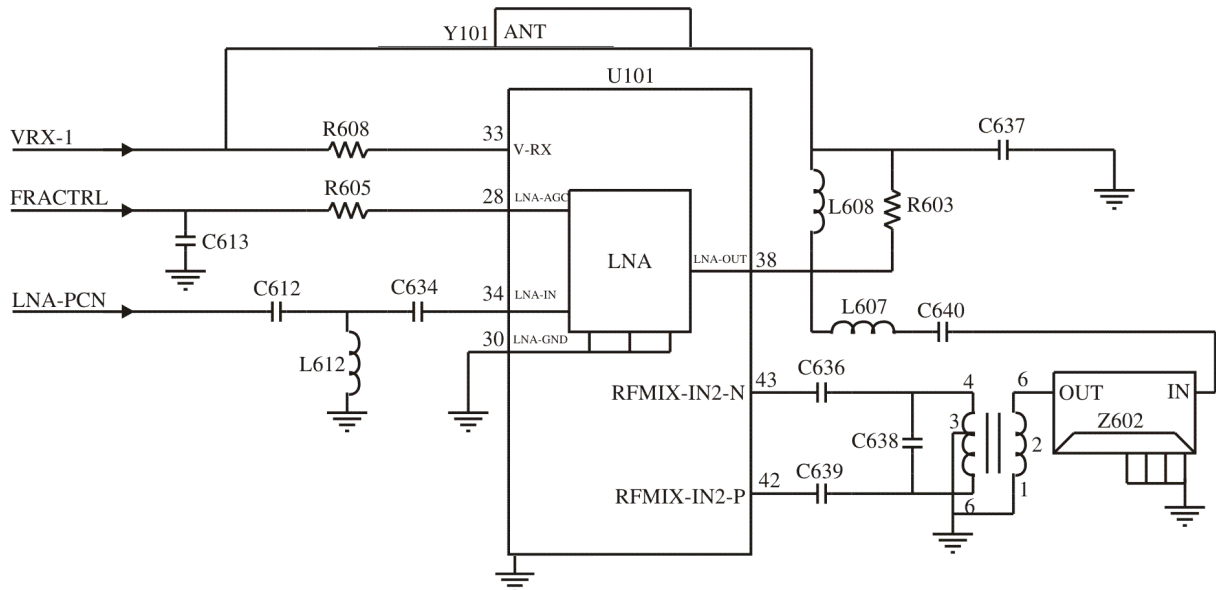 Y101 ANT
U101
VRX-1
R608
33
V-RX
C637
FRACTRL
R605
28
LNA-AGC
L608
R603
C613
LNA
LNA-OUT
38
LNA-PCN
C612
C634
34
LNA-IN
L607
C640
L612
30
LNA-GND
C636
RFMIX-IN2-N
43
4
6
OUT
IN
3
Z602
C638
2
C639
RFMIX-IN2-P
42
6
1